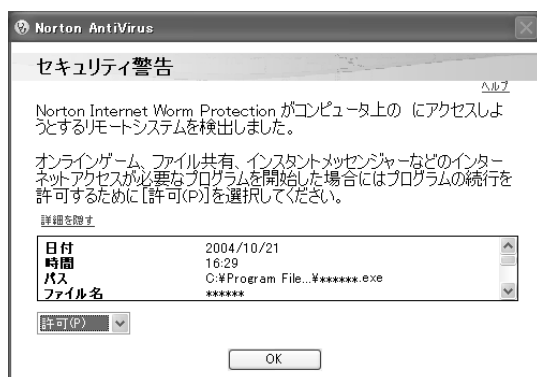 Norton AntiVirus
セキュリティ警告
ヘルプ
Norton Internet Worm Protection がコンピュータ上の にアクセスしよ
うとするリモートシステムを検出しました。
オンラインゲーム、ファイル共有、インスタントメッセンジャーなどのインター
ネットアクセスが必要なプログラムを開始した場合にはプログラムの続行を
許可するために[許可(P)]を選択してください。
詳細を隠す
日付 2004/10/21
時間 16:29
パス C:¥Program File...¥******.exe
ファイル名 ******
許可(P)
OK